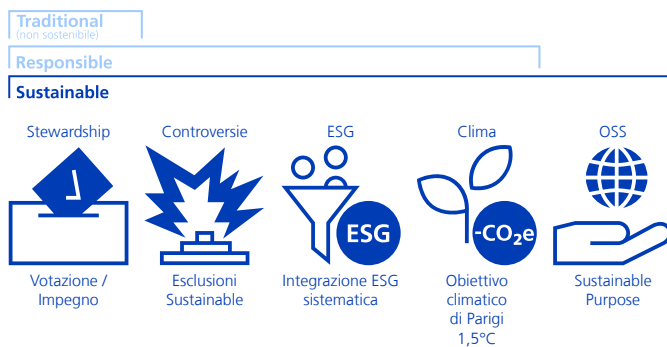 Traditional
(non sostenibile)
Responsible
Sustainable
Stewardship
Controversie
ESG
Clima
OSS
ESG
-CO₂e
Votazione /
Impegno
Esclusioni
Sustainable
Integrazione ESG
sistematica
Obiettivo
climatico
di Parigi
1,5°C
Sustainable
Purpose